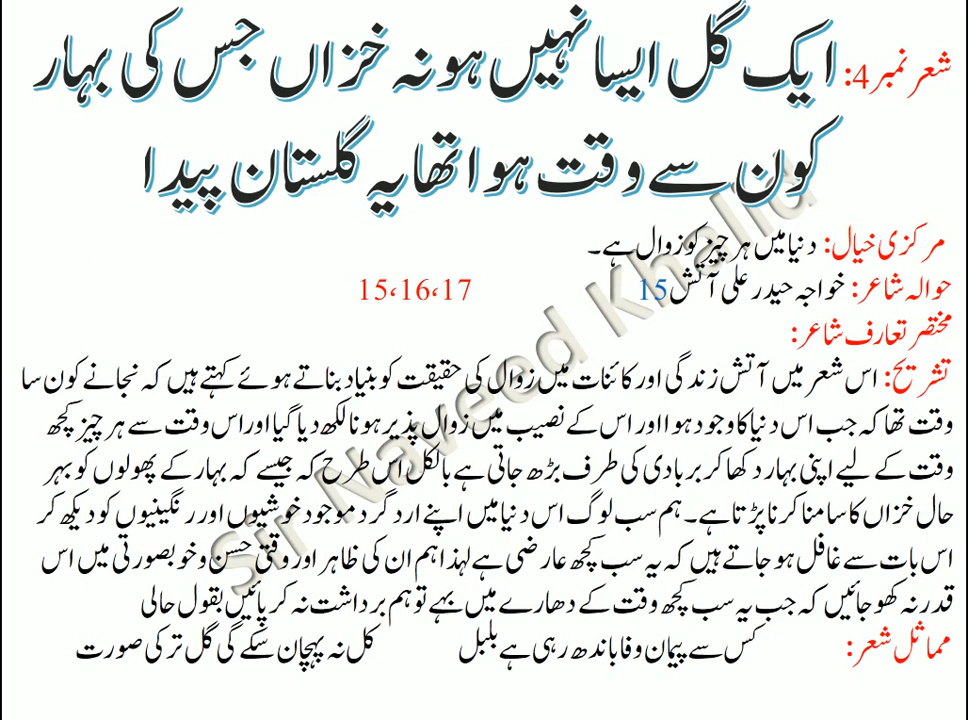 شعر نمبر 4: ایک گل ایسا نہیں ہو نہ خزاں جس کی بہار
کون سے وقت ہوا تھا یہ گلستان پیدا
مرکزی خیال: دنیا میں ہر چیز کو زوال ہے۔
حوالہ شاعر: خواجہ حیدر علی آتش 15 15،16،17
مختصر تعارف شاعر:
تشریح: اس شعر میں آتش زندگی اور کائنات میں زوال کی حقیقت کو بنیاد بناتے ہوئے کہتے ہیں کہ نجانے کون سا
وقت تھا کہ جب اس دنیا کا وجود ہوا اور اس کے نصیب میں زوال پذیر ہونا لکھ دیا گیا اور اس وقت سے ہر چیز کچھ
وقت کے لیے اپنی بہار دکھا کر بربادی کی طرف بڑھ جاتی ہے بالکل اس طرح کہ جیسے کہ بہار کے پھولوں کو بہر
حال خزاں کا سامنا کرنا پڑتا ہے۔ ہم سب لوگ اس دنیا میں اپنے ارد گرد موجود خوشیوں اور رنگینیوں کو دیکھ کر
اس بات سے غافل ہو جاتے ہیں کہ یہ سب کچھ عارضی ہے لہذا ہم ان کی ظاہر اور وقتی حسن و خوبصورتی میں اس
قدر نہ کھو جائیں کہ جب یہ سب کچھ وقت کے دھارے میں بہے تو ہم برداشت نہ کر پائیں بقول حالی
مماثل شعر: کس سے پیمان وفا باندھ رہی ہے بلبل کل نہ پہچان سکے گی گل تر کی صورت
Sir Naveed Khalid